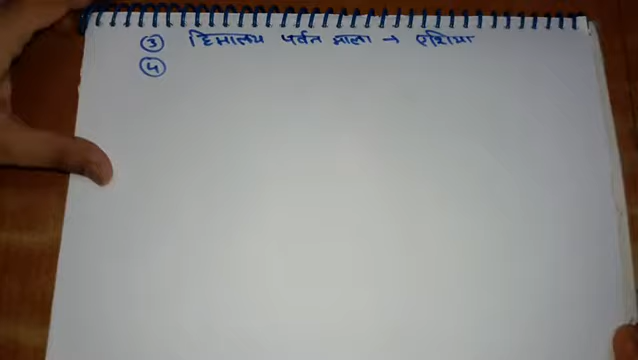 ③ हिमालय पर्वत माला → एशिया
④